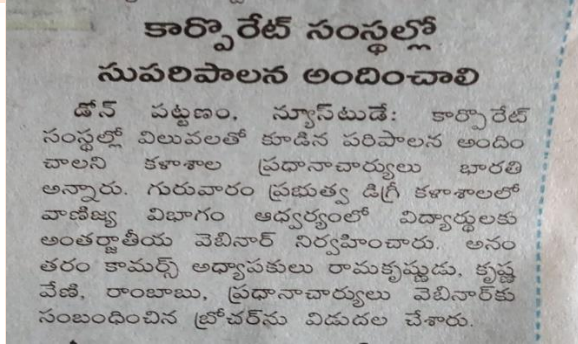 కార్పొరేట్ సంస్థల్లో
సుపరిపాలన అందించాలి
డోన్ పట్టణం, న్యూస్‌టుడే: కార్పొరేట్
సంస్థల్లో విలువలతో కూడిన పరిపాలన అందిం
చాలని కళాశాల ప్రధానాచార్యులు భారతి
అన్నారు. గురువారం ప్రభుత్వ డిగ్రీ కళాశాలలో
వాణిజ్య విభాగం ఆధ్వర్యంలో విద్యార్థులకు
అంతర్జాతీయ వెబినార్ నిర్వహించారు. అనం
తరం కామర్స్ అధ్యాపకులు రామకృష్ణుడు, కృష్ణ
వేణి, రాంబాబు, ప్రధానాచార్యులు వెబినార్‌కు
సంబంధించిన బ్రోచర్‌ను విడుదల చేశారు.